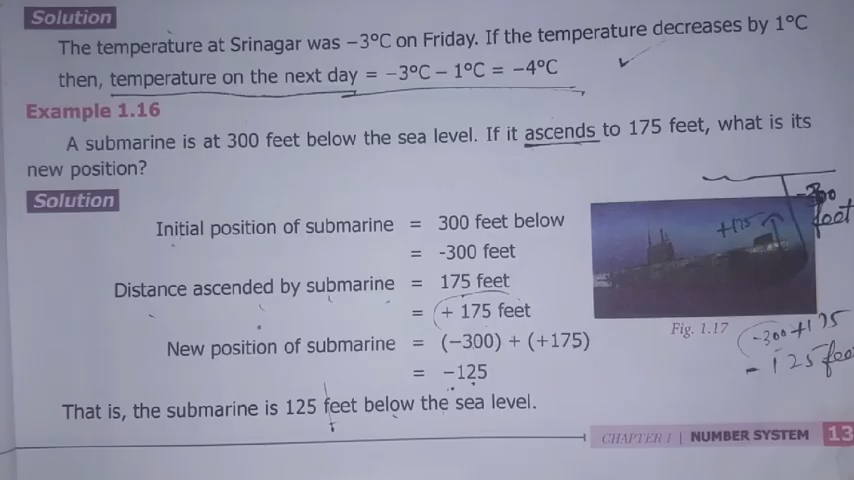 Solution
The temperature at Srinagar was −3°C on Friday. If the temperature decreases by 1°C
then, temperature on the next day = −3°C − 1°C = −4°C
Example 1.16
A submarine is at 300 feet below the sea level. If it ascends to 175 feet, what is its
new position?
Solution
Initial position of submarine = 300 feet below
= -300 feet
Distance ascended by submarine = 175 feet
= + 175 feet
New position of submarine = (−300) + (+175)
= −125
That is, the submarine is 125 feet below the sea level.
-300
feet
+175
Fig. 1.17
-300+175
-125 feet
CHAPTER 1 | NUMBER SYSTEM 13